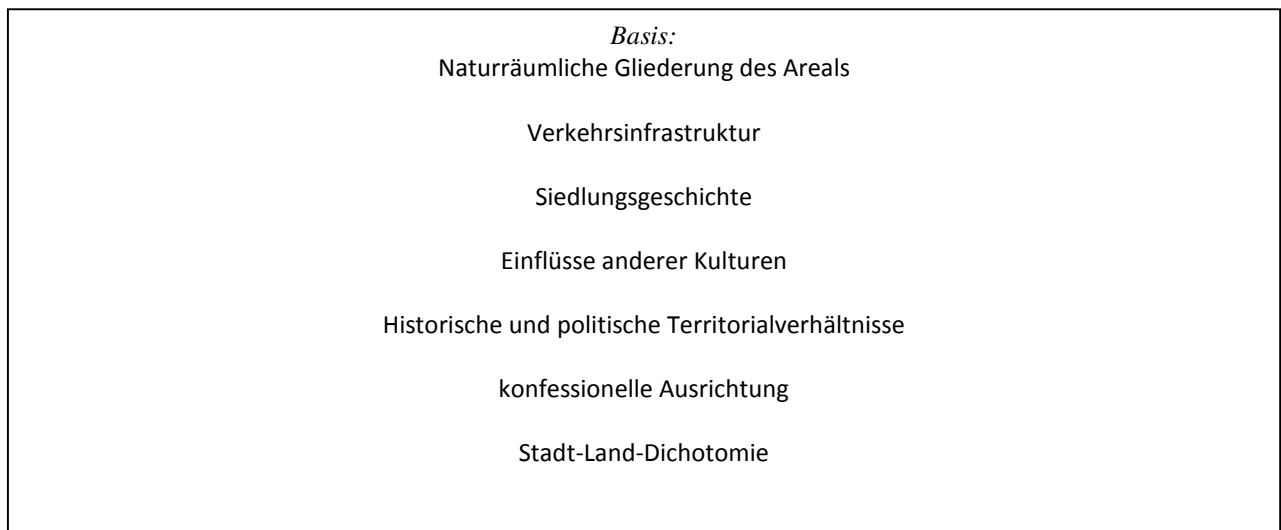 Basis:
Naturräumliche Gliederung des Areals
Verkehrsinfrastruktur
Siedlungsgeschichte
Einflüsse anderer Kulturen
Historische und politische Territorialverhältnisse
konfessionelle Ausrichtung
Stadt-Land-Dichotomie